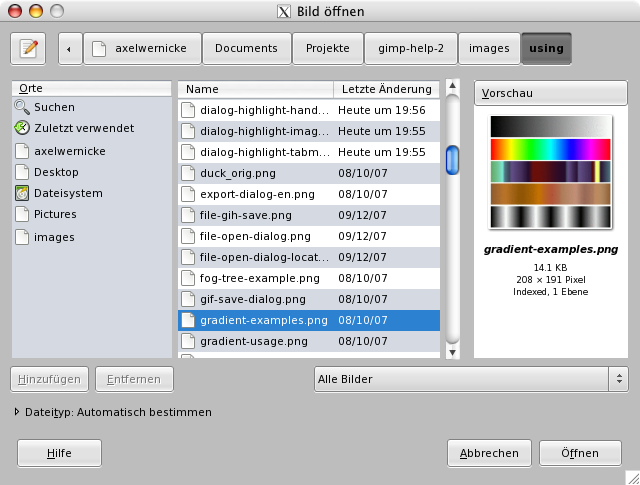 Bild öffnen
axelwernicke Documents Projekte gimp-help-2 images using
Orte
Suchen
Zuletzt verwendet
axelwernicke
Desktop
Dateisystem
Pictures
images
Name Letzte Änderung
dialog-highlight-hand... Heute um 19:56
dialog-highlight-imag... Heute um 19:55
dialog-highlight-tabm... Heute um 19:55
duck_orig.png 08/10/07
export-dialog-en.png 08/10/07
file-gih-save.png 09/12/07
file-open-dialog.png 09/12/07
file-open-dialog-locat... 09/12/07
fog-tree-example.png 08/10/07
gif-save-dialog.png 08/10/07
gradient-examples.png 08/10/07
gradient-usage.png 08/10/07
Vorschau
gradient-examples.png
14.1 KB
208 × 191 Pixel
Indexed, 1 Ebene
Hinzufügen Entfernen Alle Bilder
Dateityp: Automatisch bestimmen
Hilfe Abbrechen Öffnen